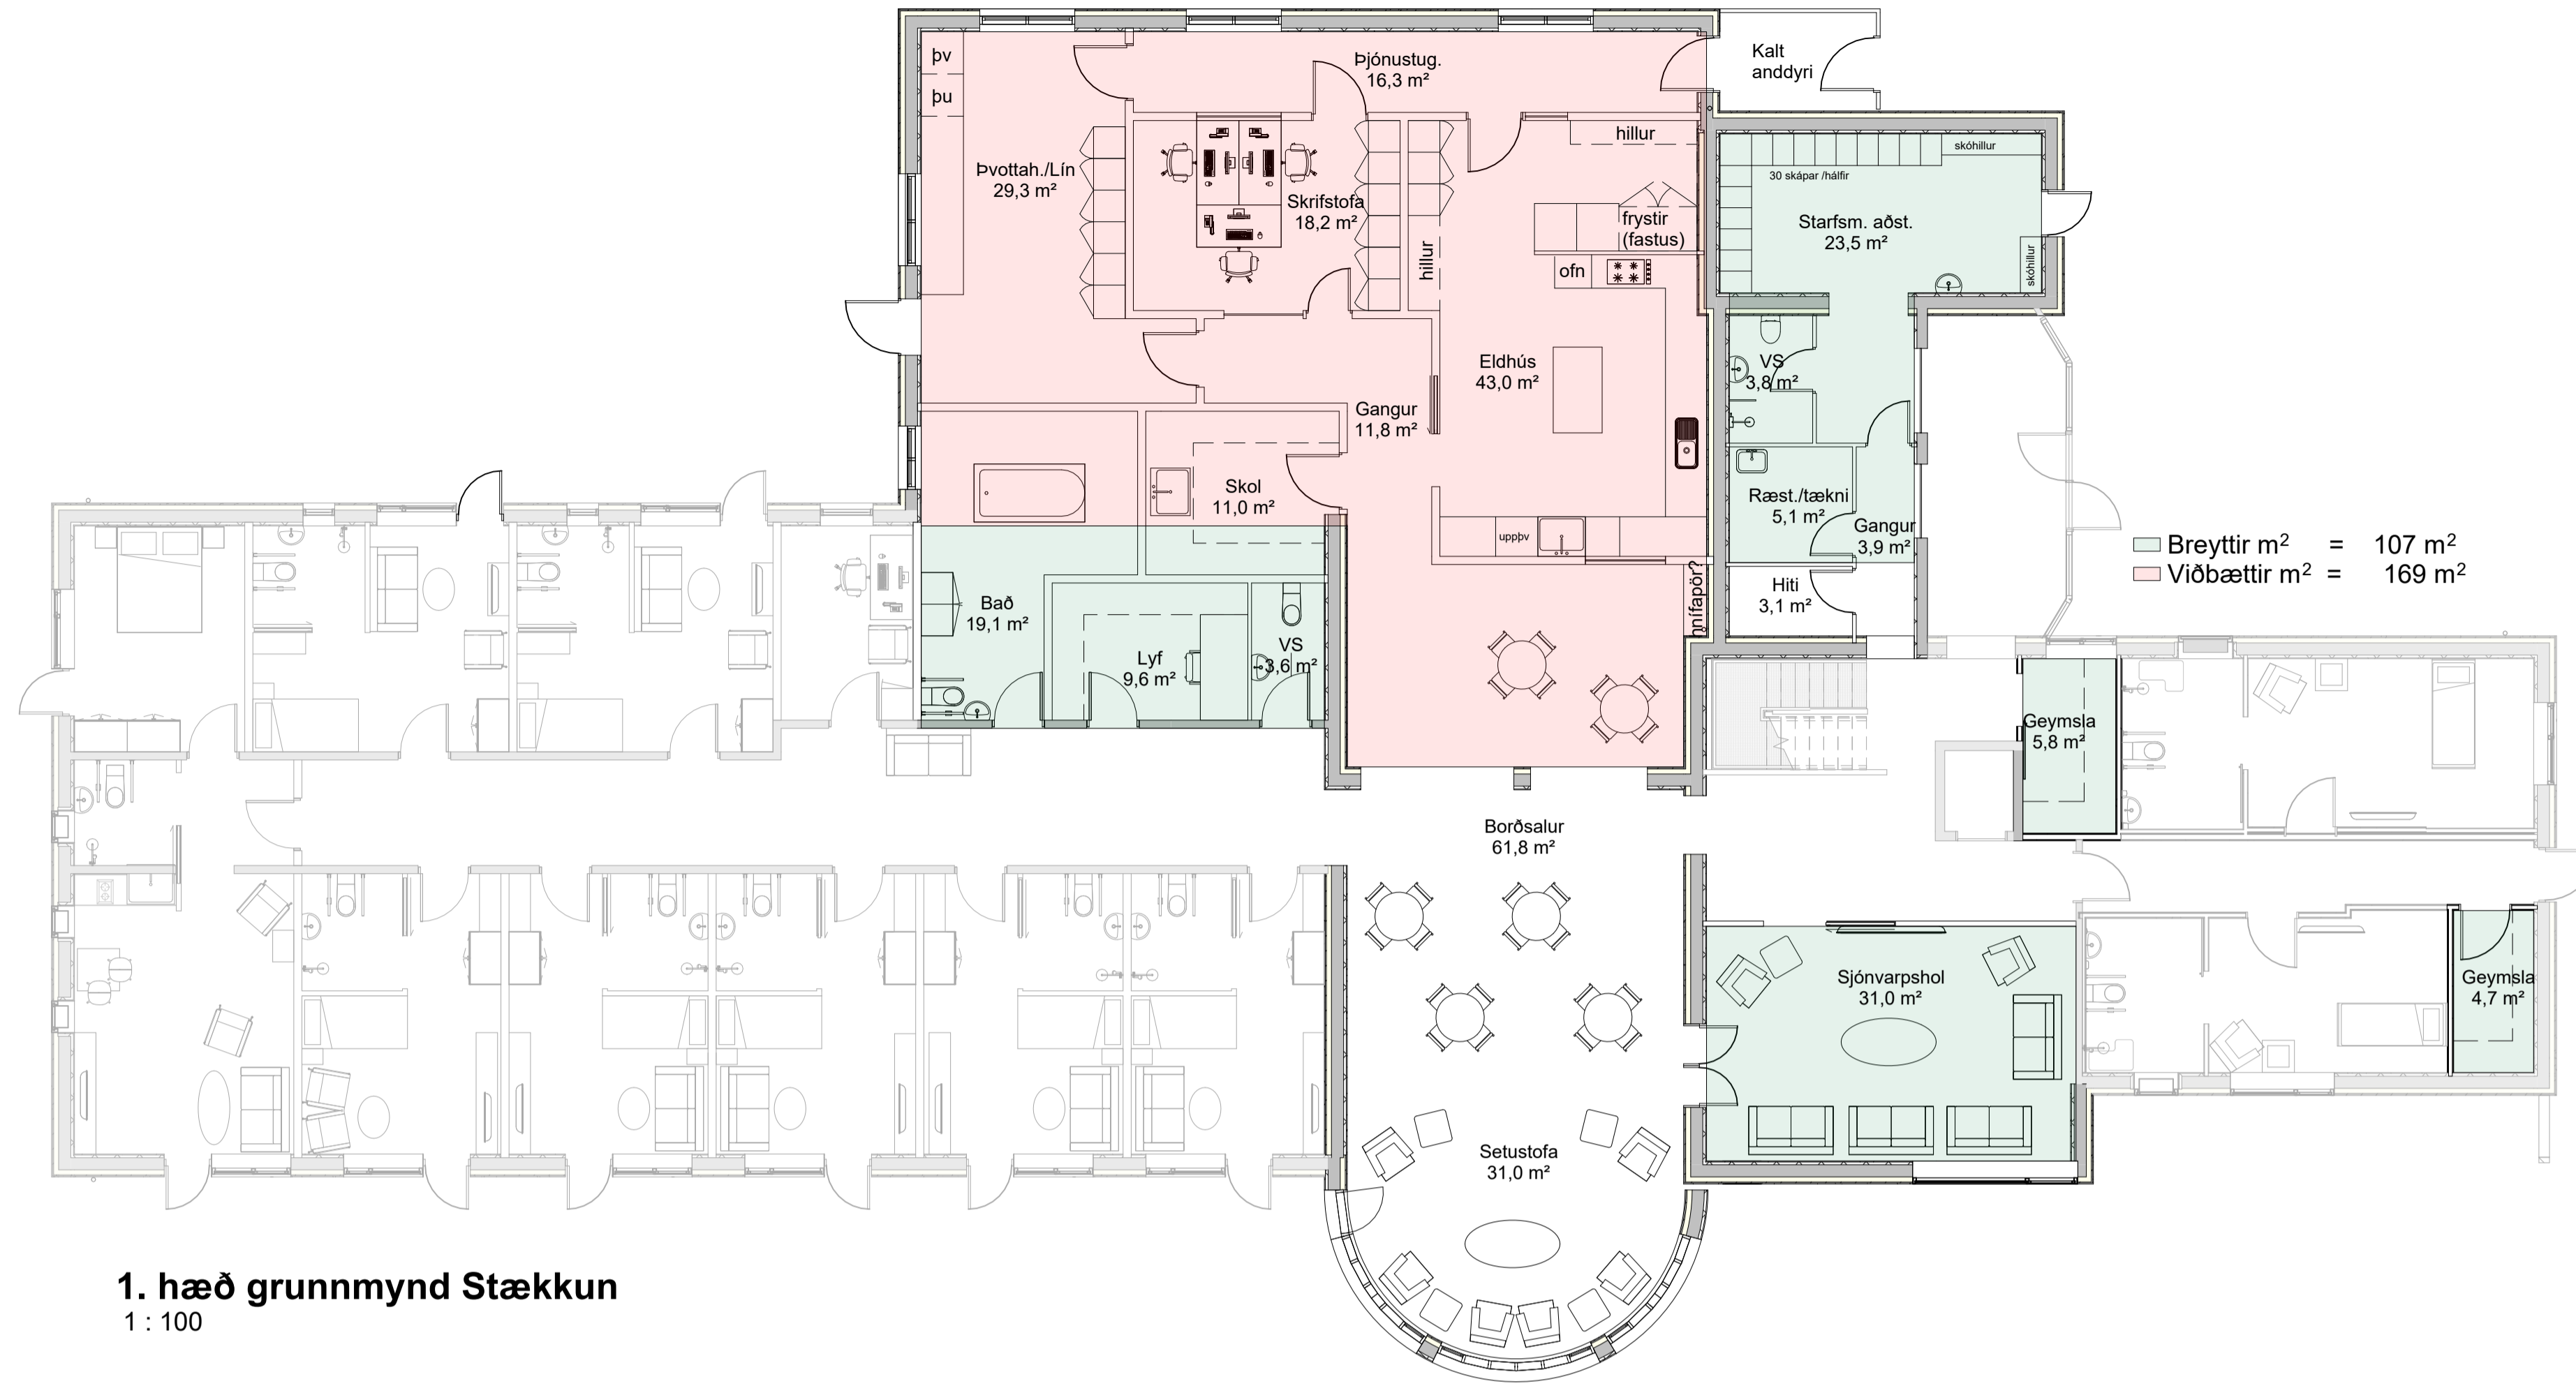 þv
þu
Þjónustug.
16,3 m²
Kalt
anddyri
hillur
skóhillur
30 skápar /hálfir
Þvottah./Lín
29,3 m²
Skrifstofa
18,2 m²
frystir
(fastus)
Starfsm. aðst.
23,5 m²
hillur
ofn
skóhillur
Eldhús
43,0 m²
VS
3,8 m²
Gangur
11,8 m²
Skol
11,0 m²
Ræst./tækni
5,1 m²
uppþv
Gangur
3,9 m²
Breyttir m² = 107 m²
Viðbættir m² = 169 m²
hnífapör?
Hiti
3,1 m²
Bað
19,1 m²
Lyf
9,6 m²
VS
3,6 m²
Geymsla
5,8 m²
Borðsalur
61,8 m²
Sjónvarpshol
31,0 m²
Geymsla
4,7 m²
Setustofa
31,0 m²
1. hæð grunnmynd Stækkun
1 : 100